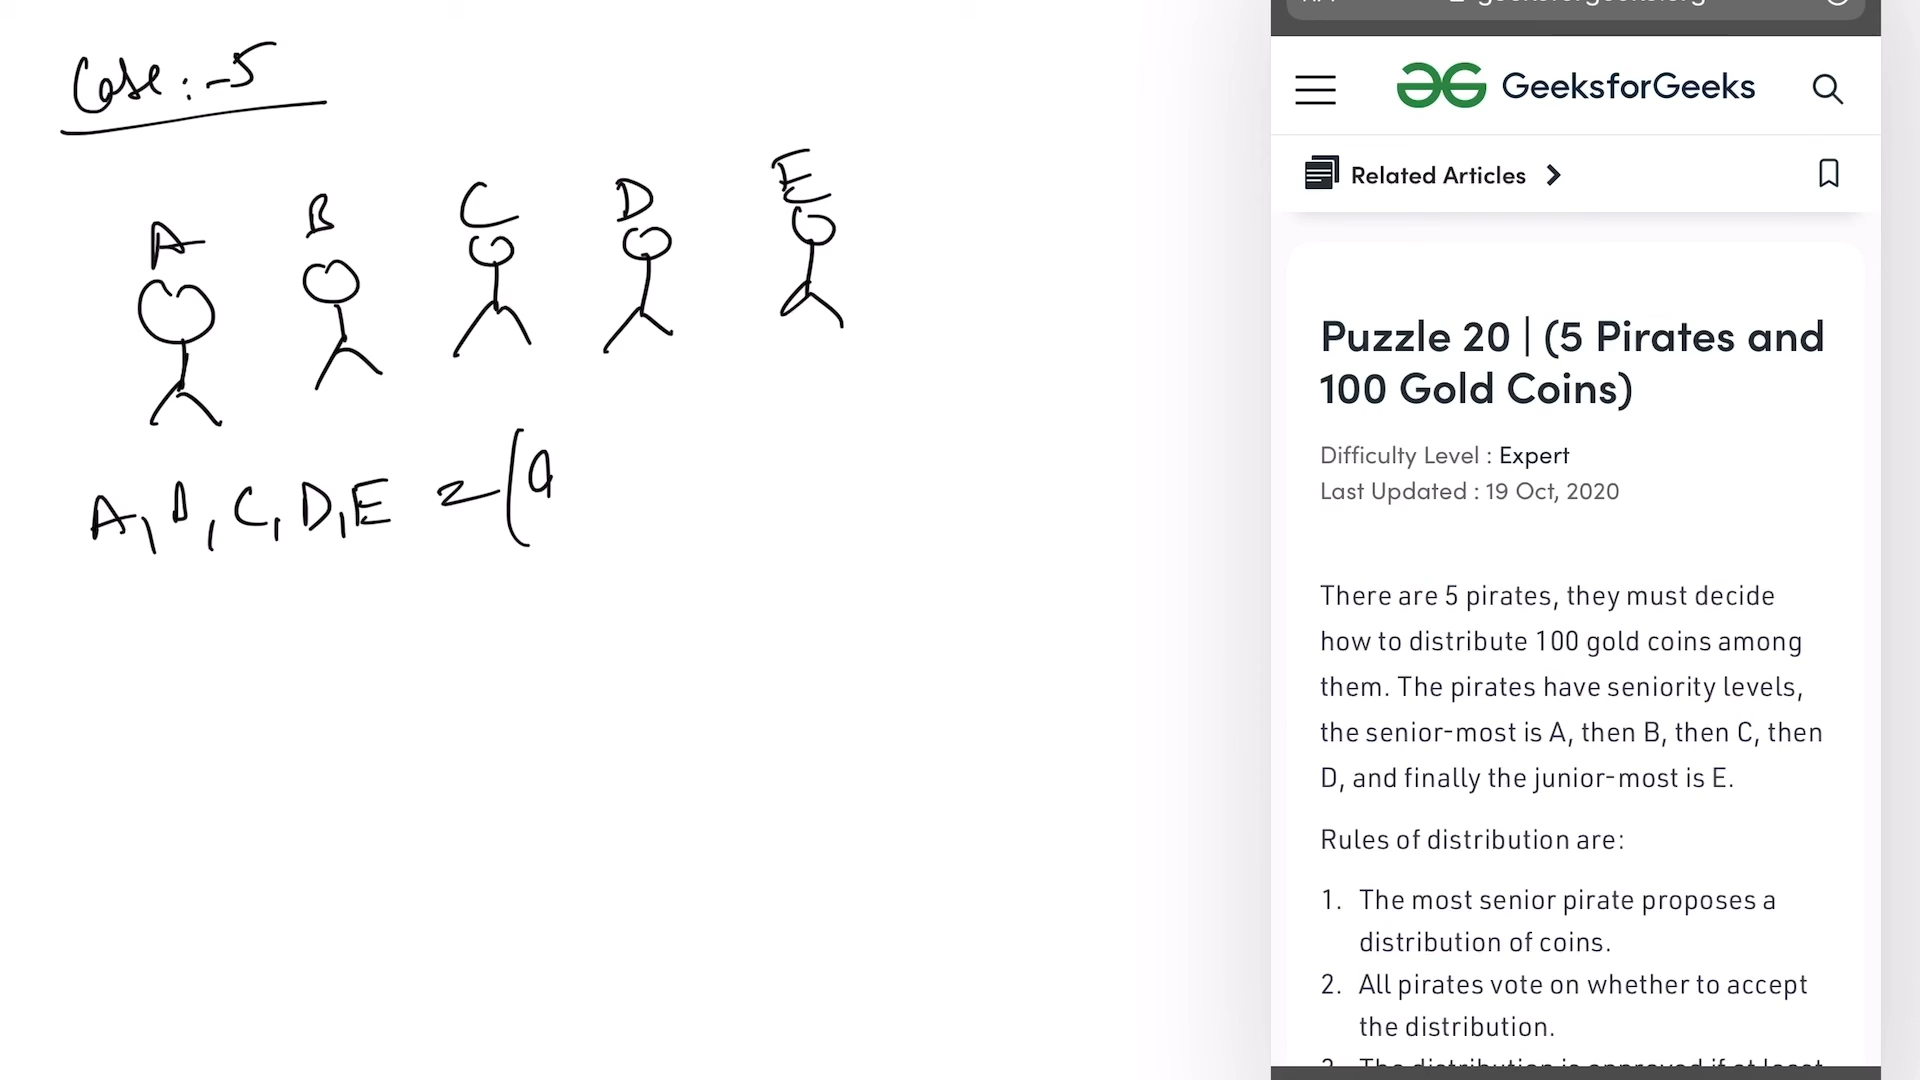 Case:-5
A B C D E
A, B, C, D, E = (9
GeeksforGeeks
Related Articles
Puzzle 20 | (5 Pirates and
100 Gold Coins)
Difficulty Level : Expert
Last Updated : 19 Oct, 2020
There are 5 pirates, they must decide
how to distribute 100 gold coins among
them. The pirates have seniority levels,
the senior-most is A, then B, then C, then
D, and finally the junior-most is E.
Rules of distribution are:
1. The most senior pirate proposes a
distribution of coins.
2. All pirates vote on whether to accept
the distribution.